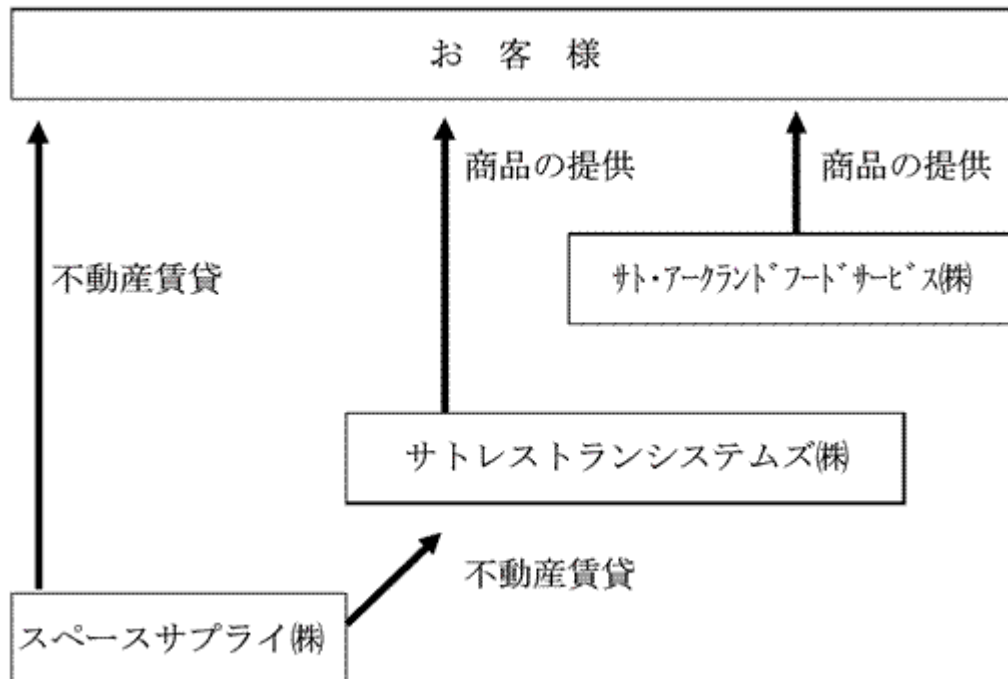 お 客 様
商品の提供
商品の提供
不動産賃貸
サト・アークランドフードサービス㈱
サトレストランシステムズ㈱
不動産賃貸
スペースサプライ㈱